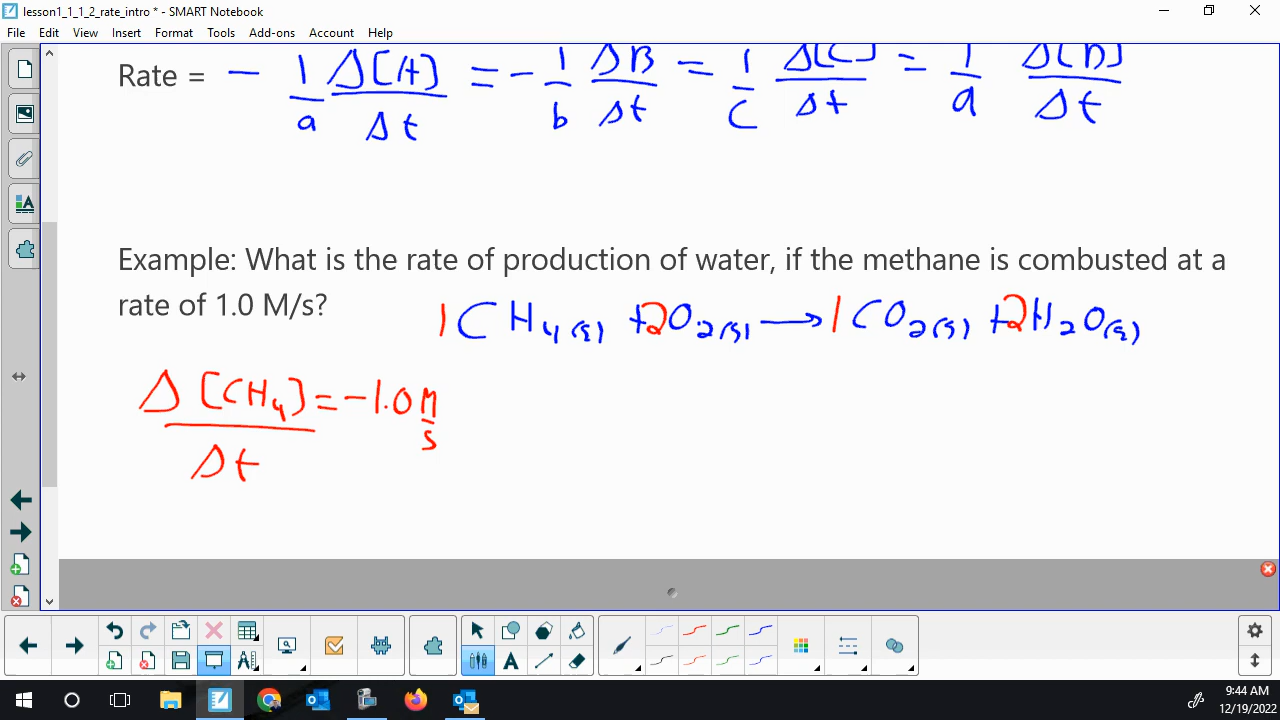 lesson1_1_1_2_rate_intro * - SMART Notebook
File Edit View Insert Format Tools Add-ons Account Help
Rate = - 1/a Δ[A]/Δt = - 1/b ΔB/Δt = 1/C Δ[C]/Δt = 1/d Δ[D]/Δt
Example: What is the rate of production of water, if the methane is combusted at a
rate of 1.0 M/s?
1CH₄(g) + 2O₂(g) → 1CO₂(g) + 2H₂O(g)
Δ[CH₄]/Δt = -1.0 M/s
9:44 AM
12/19/2022